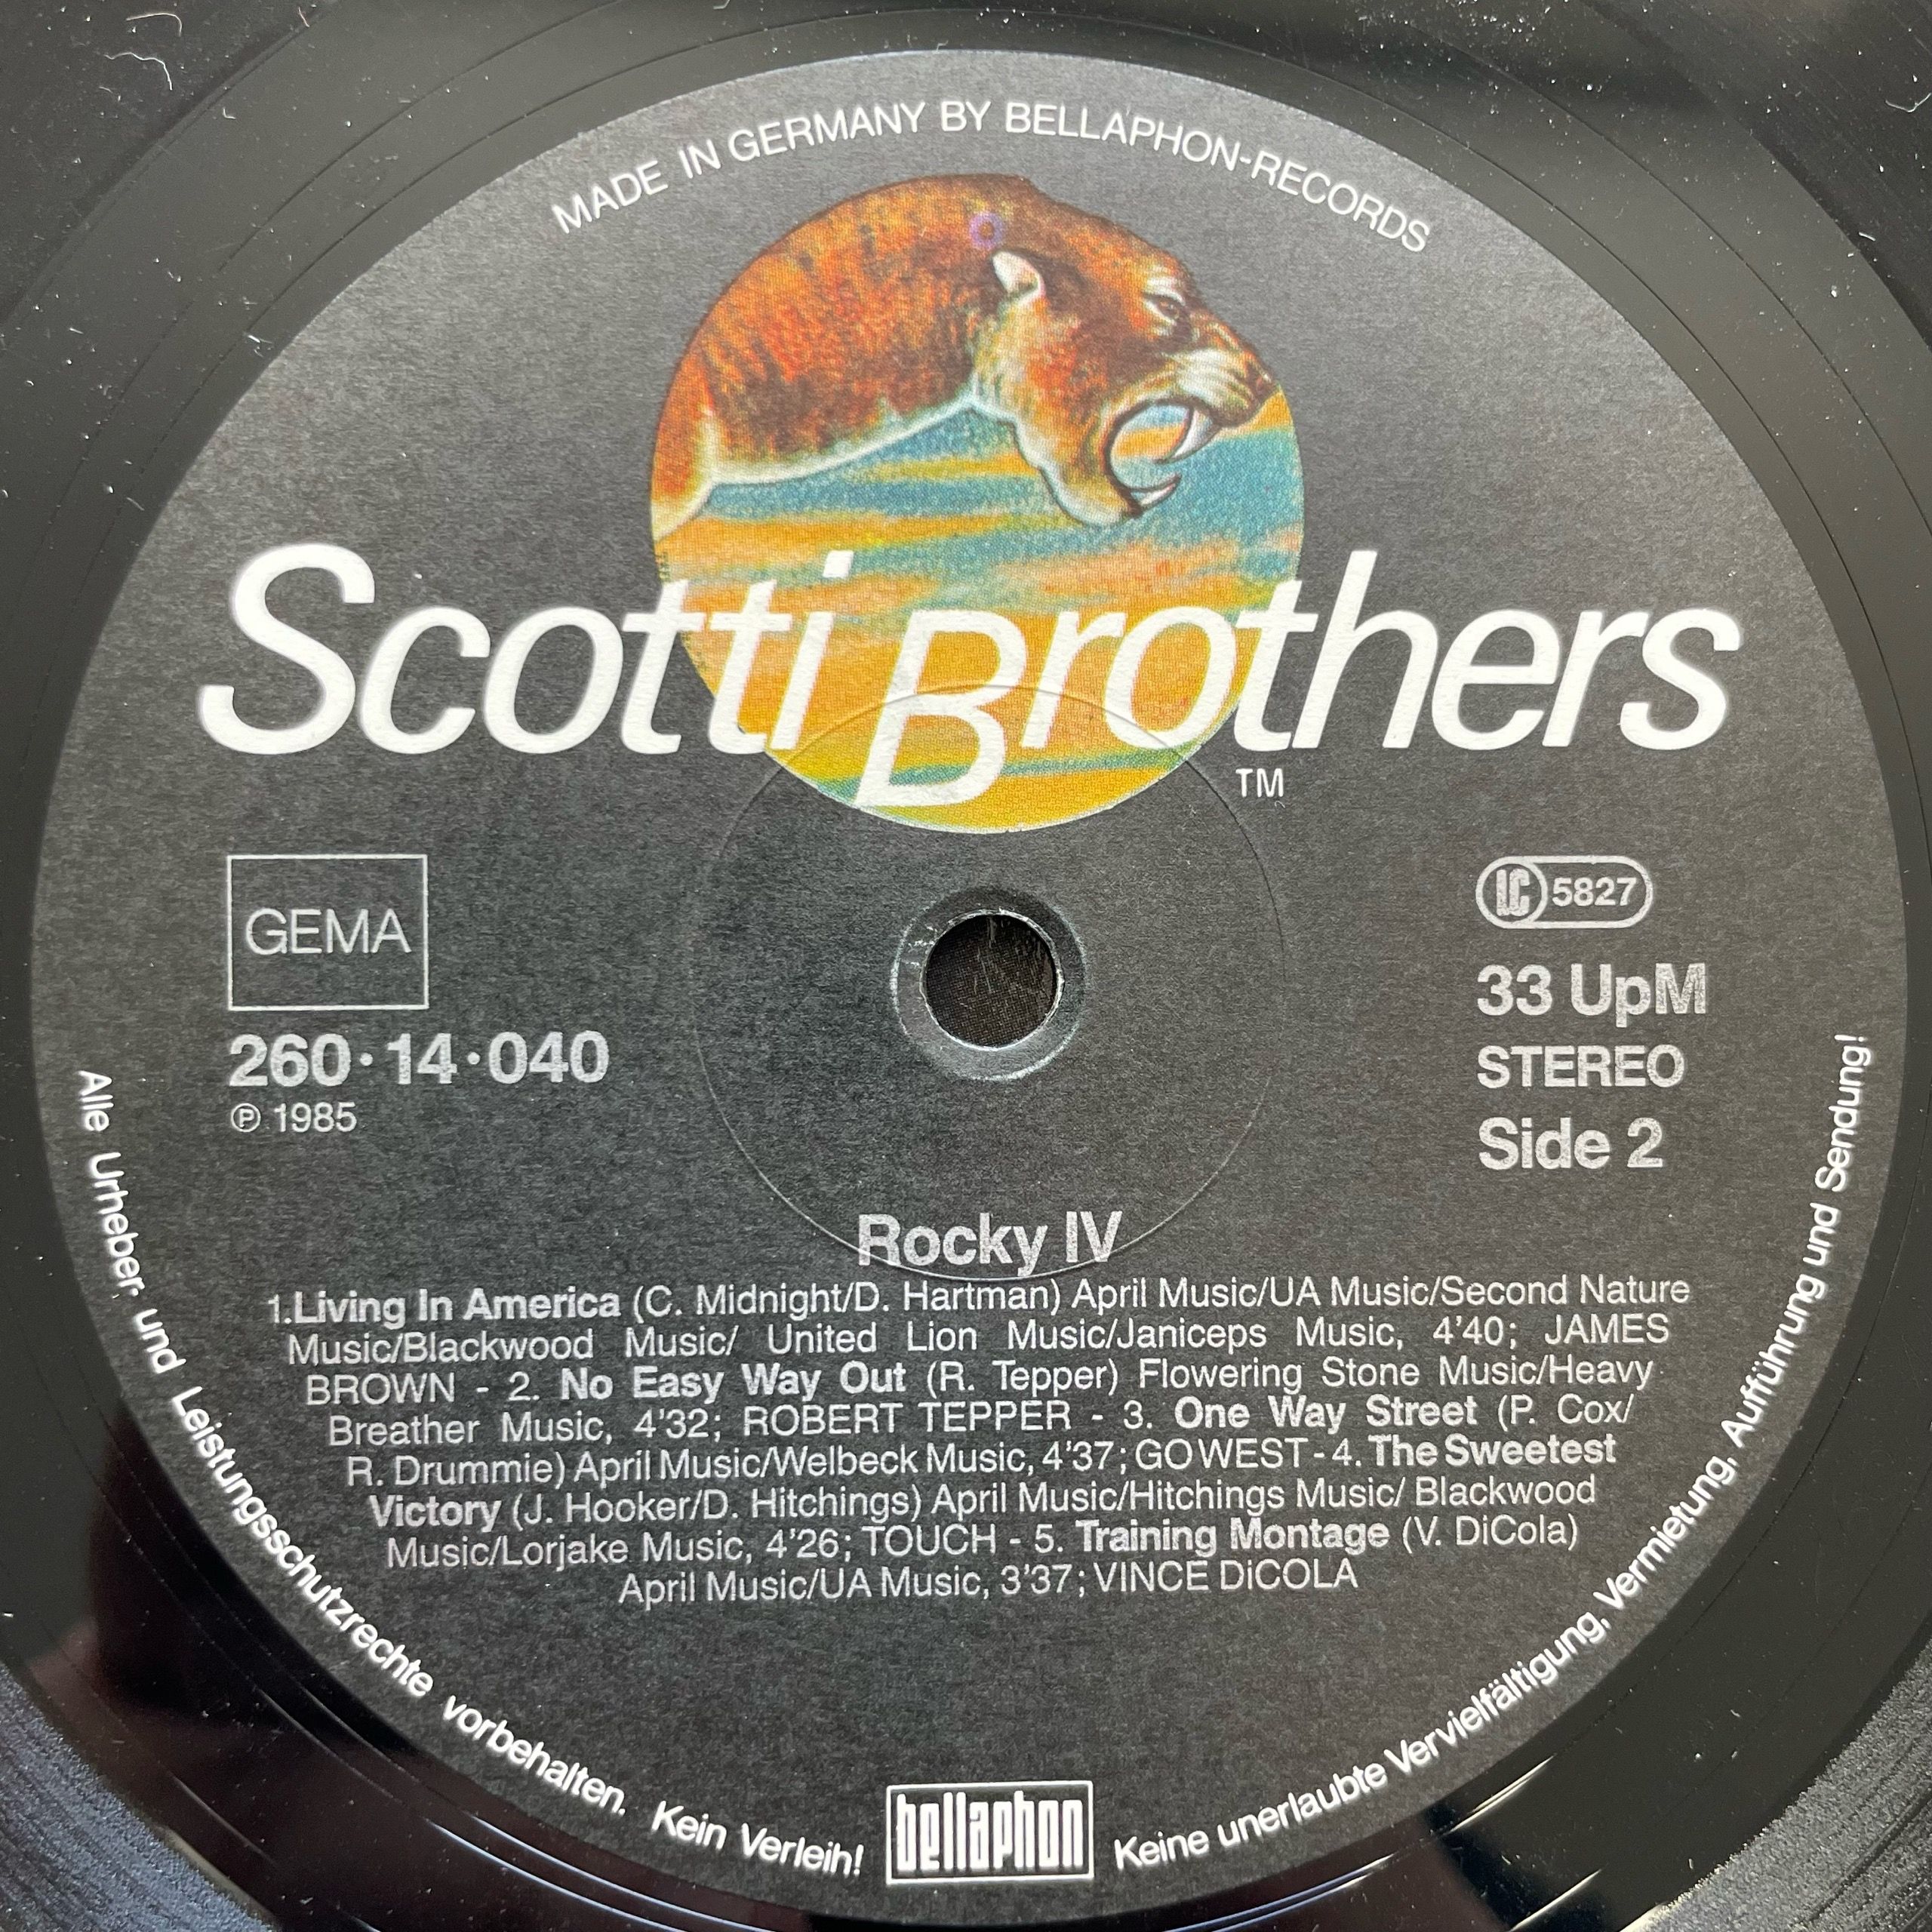 MADE IN GERMANY BY BELLAPHON-RECORDS
Scotti Brothers
TM
GEMA
260·14·040
℗ 1985
LC 5827
33 UpM
STEREO
Side 2
Rocky IV
1.Living In America (C. Midnight/D. Hartman) April Music/UA Music/Second Nature
Music/Blackwood Music/ United Lion Music/Janiceps Music, 4'40; JAMES
BROWN - 2. No Easy Way Out (R. Tepper) Flowering Stone Music/Heavy
Breather Music, 4'32; ROBERT TEPPER - 3. One Way Street (P. Cox/
R. Drummie) April Music/Welbeck Music, 4'37; GO WEST - 4. The Sweetest
Victory (J. Hooker/D. Hitchings) April Music/Hitchings Music/ Blackwood
Music/Lorjake Music, 4'26; TOUCH - 5. Training Montage (V. DiCola)
April Music/UA Music, 3'37; VINCE DiCOLA
Alle Urheber- und Leistungsschutzrechte vorbehalten. Kein Verleih!
bellaphon
Keine unerlaubte Vervielfältigung, Vermietung, Aufführung und Sendung!